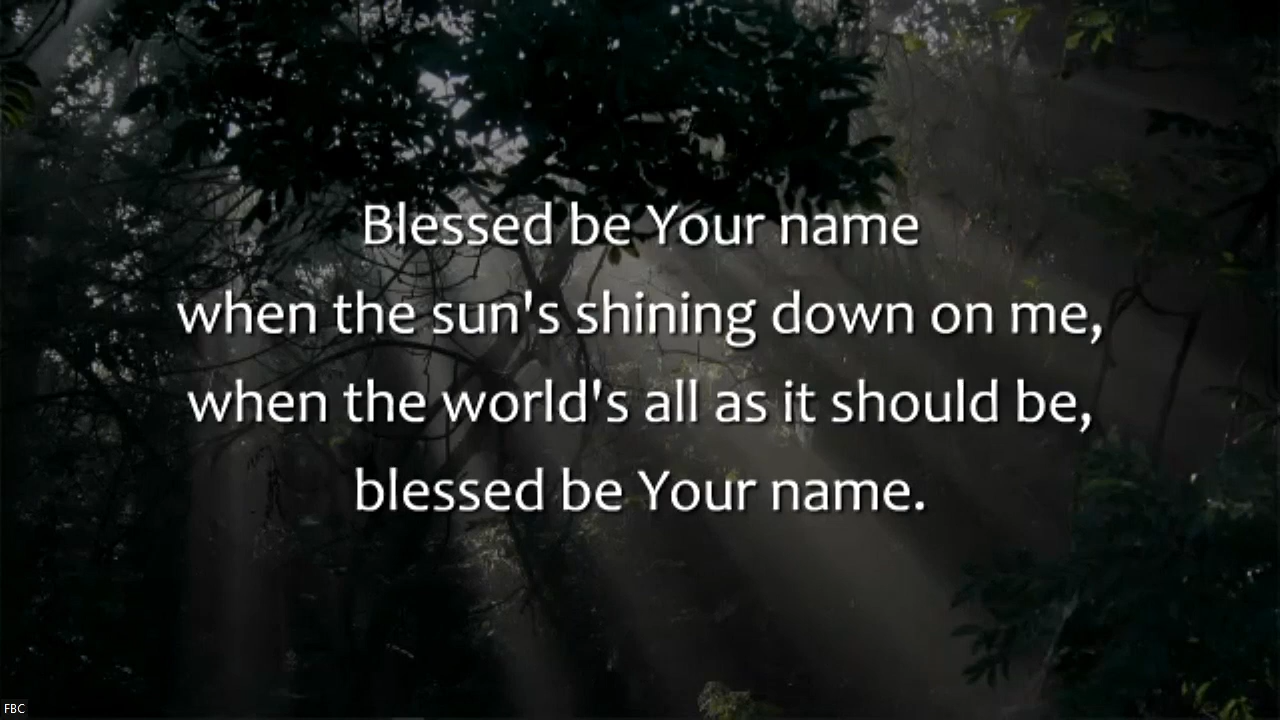 Blessed be Your name
when the sun's shining down on me,
when the world's all as it should be,
blessed be Your name.
FBC